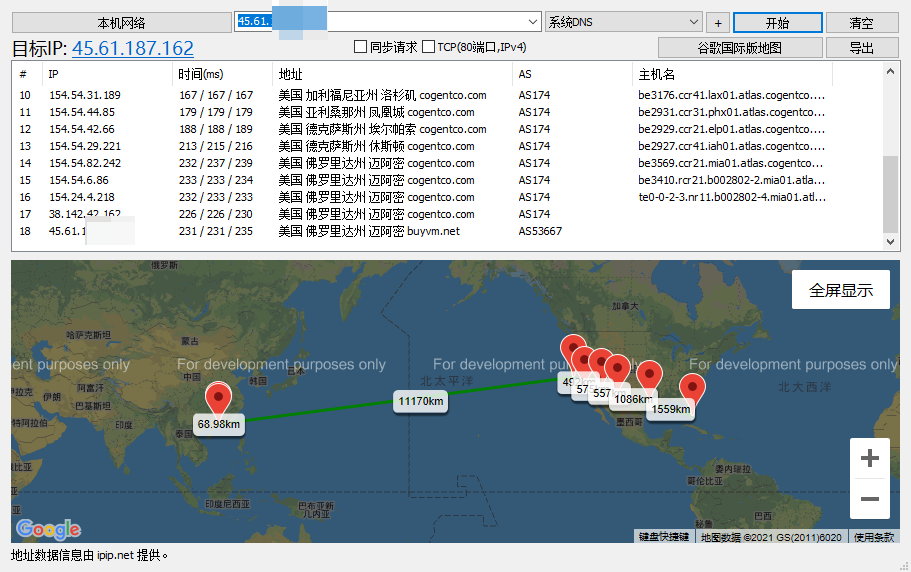 本机网络 45.61. 系统DNS + 开始 清空
目标IP: 45.61.187.162 同步请求 TCP(80端口,IPv4) 谷歌国际版地图 导出
# IP 时间(ms) 地址 AS 主机名
10 154.54.31.189 167 / 167 / 167 美国 加利福尼亚州 洛杉矶 cogentco.com AS174 be3176.ccr41.lax01.atlas.cogentco....
11 154.54.44.85 179 / 179 / 179 美国 亚利桑那州 凤凰城 cogentco.com AS174 be2931.ccr31.phx01.atlas.cogentco....
12 154.54.42.66 188 / 188 / 189 美国 德克萨斯州 埃尔帕索 cogentco.com AS174 be2929.ccr21.elp01.atlas.cogentco....
13 154.54.29.221 213 / 215 / 216 美国 德克萨斯州 休斯顿 cogentco.com AS174 be2927.ccr41.iah01.atlas.cogentco....
14 154.54.82.242 232 / 237 / 239 美国 佛罗里达州 迈阿密 cogentco.com AS174 be3569.ccr21.mia01.atlas.cogentco...
15 154.54.6.86 233 / 233 / 234 美国 佛罗里达州 迈阿密 cogentco.com AS174 be3410.rcr21.b002802-2.mia01.atla...
16 154.24.4.218 232 / 233 / 233 美国 佛罗里达州 迈阿密 cogentco.com AS174 te0-0-2-3.nr11.b002802-4.mia01.atl...
17 38.142.42.162 226 / 226 / 230 美国 佛罗里达州 迈阿密 cogentco.com AS174
18 45.61.1 231 / 231 / 235 美国 佛罗里达州 迈阿密 buyvm.net AS53667
俄罗斯
全屏显示
加拿大
哈萨克斯坦
蒙古
ent purposes only For development purposes only For development purposes only For development purposes only
中国 韩国 日本
北太平洋
北大西洋
伊朗 阿富汗
巴基斯坦
11170km
557 1086km
1559km
68.98km
印度
泰国
墨西哥
委内瑞拉
哥伦比亚
印度尼西亚
巴布亚新几内亚
巴西
秘鲁
+
−
Google
键盘快捷键 地图数据 ©2021 GS(2011)6020 使用条款
地址数据信息由 ipip.net 提供。